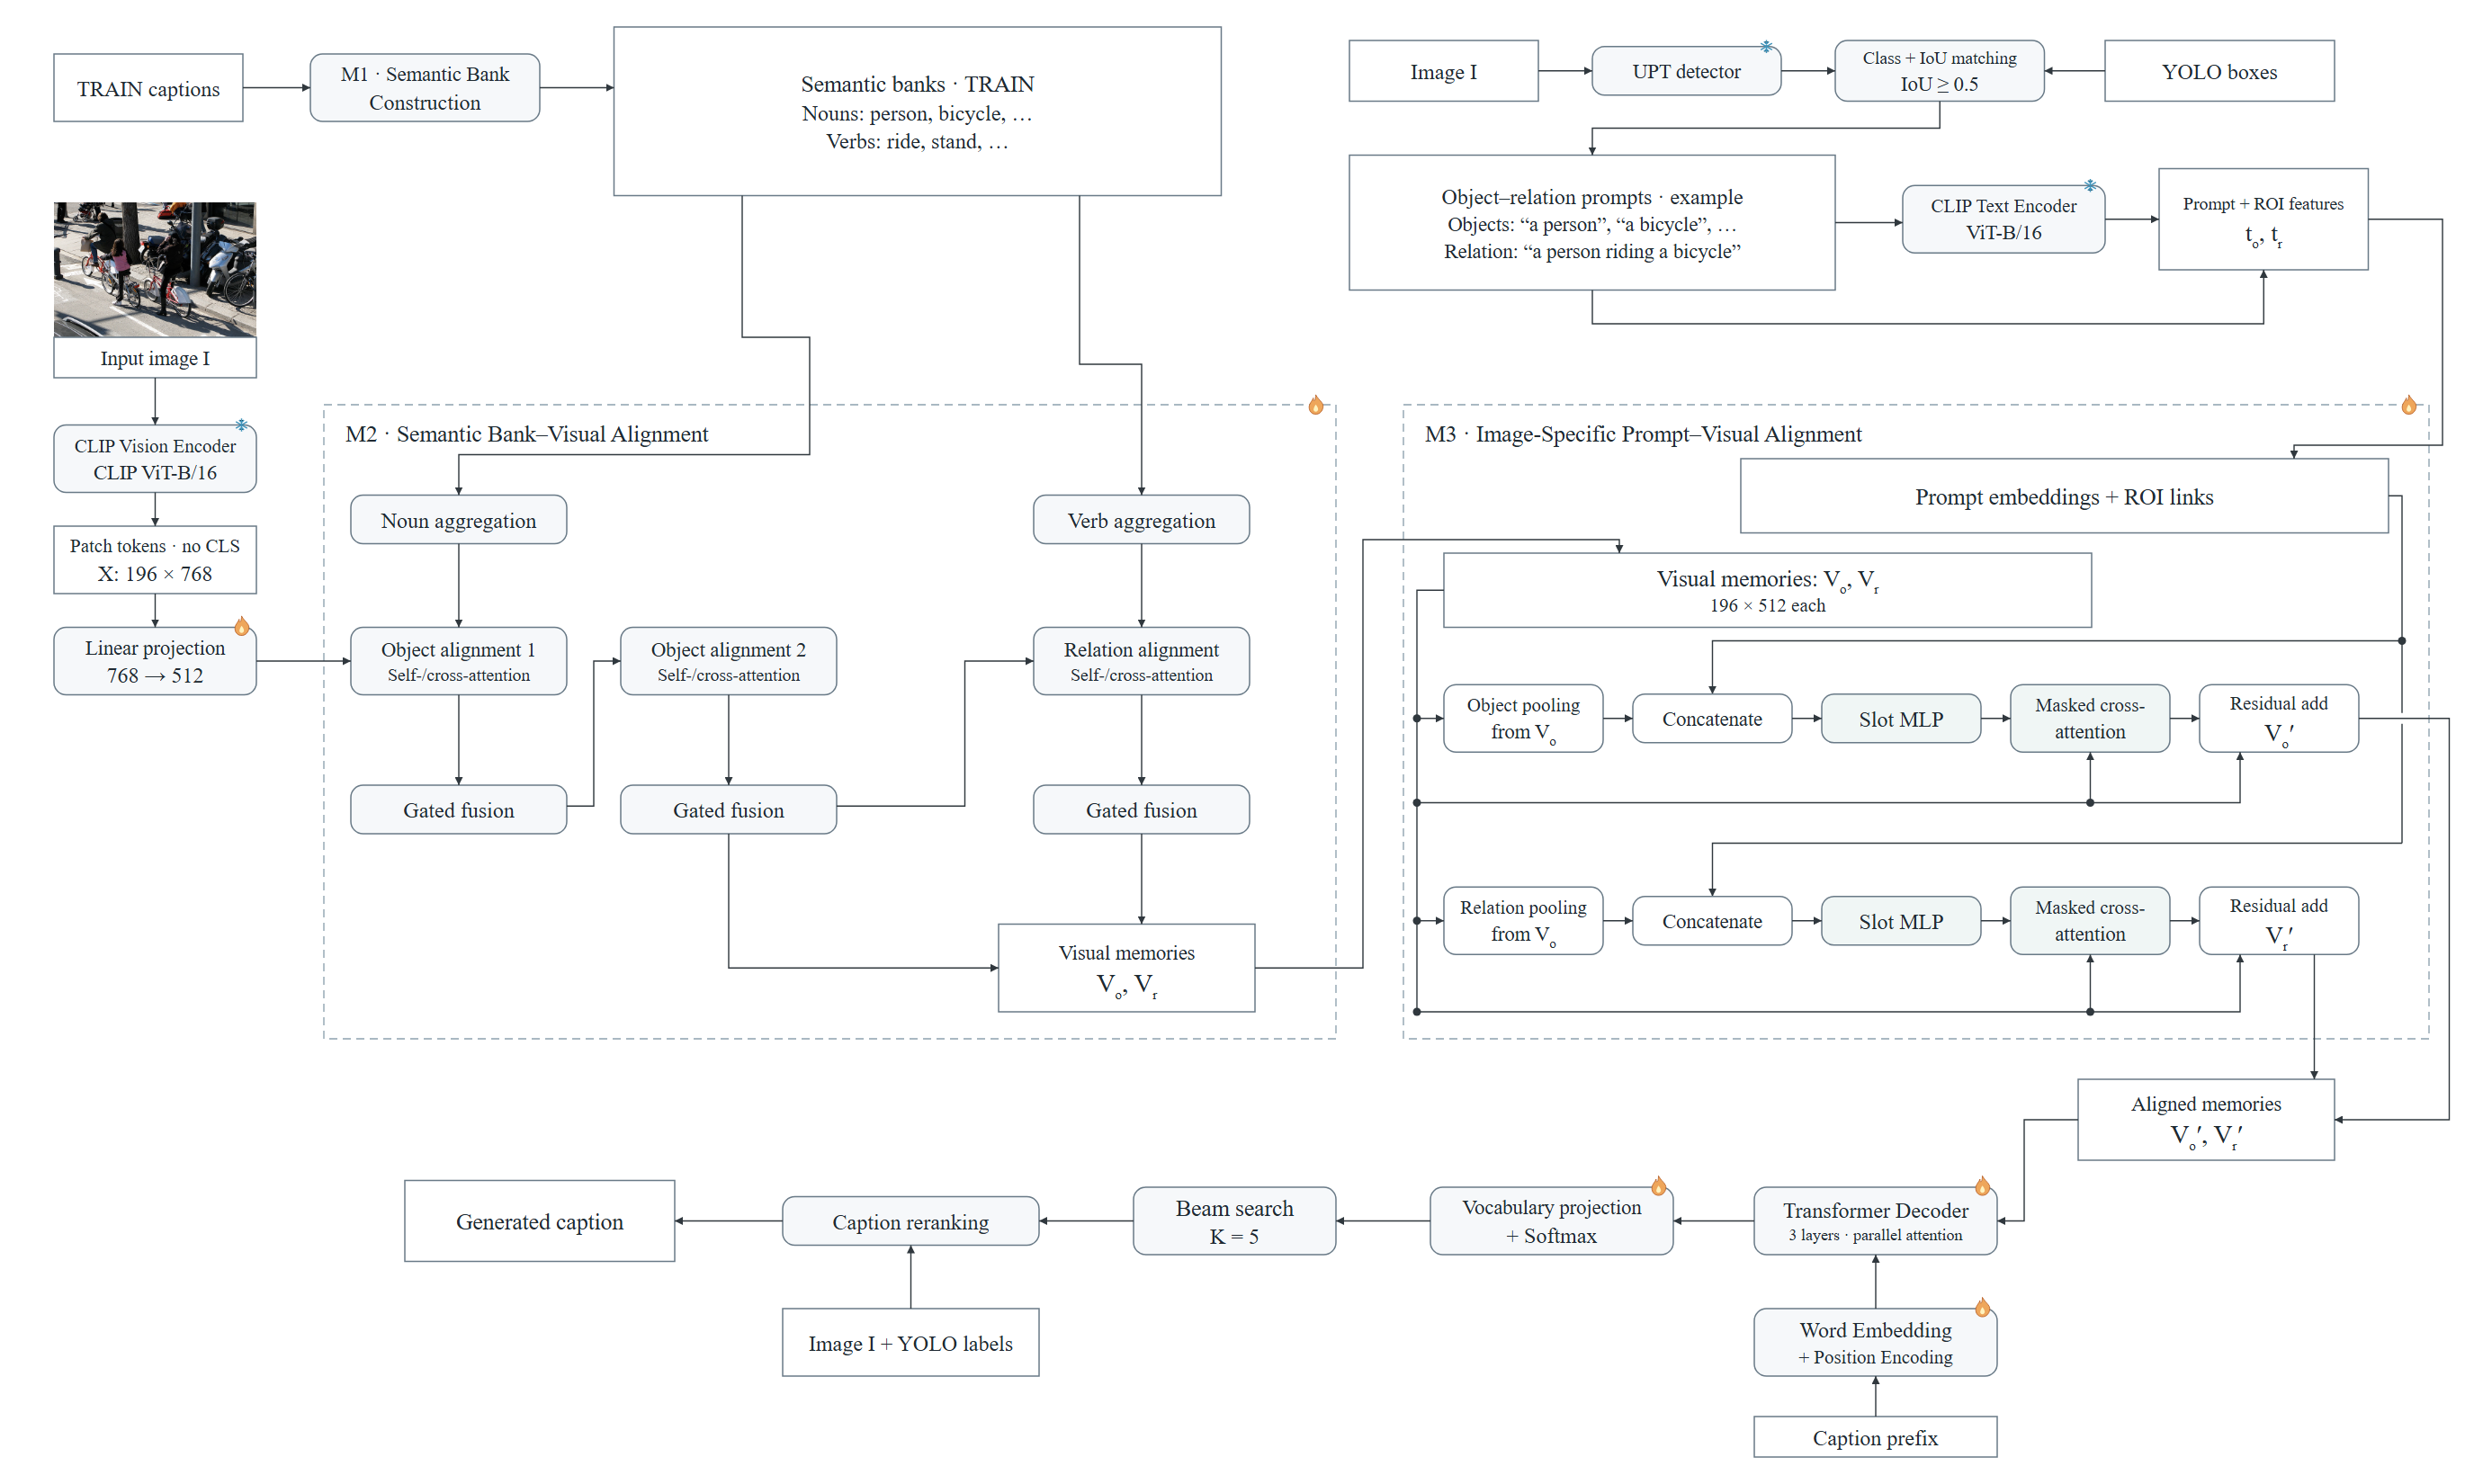 TRAIN captions
M1 · Semantic Bank
Construction
Semantic banks · TRAIN
Nouns: person, bicycle, …
Verbs: ride, stand, …
Image I
UPT detector
Class + IoU matching
IoU ≥ 0.5
YOLO boxes
Object–relation prompts · example
Objects: “a person”, “a bicycle”, …
Relation: “a person riding a bicycle”
CLIP Text Encoder
ViT-B/16
Prompt + ROI features
tₒ, tᵣ
Input image I
CLIP Vision Encoder
CLIP ViT-B/16
Patch tokens · no CLS
X: 196 × 768
Linear projection
768 → 512
M2 · Semantic Bank–Visual Alignment
Noun aggregation
Verb aggregation
Object alignment 1
Self-/cross-attention
Object alignment 2
Self-/cross-attention
Relation alignment
Self-/cross-attention
Gated fusion
Gated fusion
Gated fusion
Visual memories
Vₒ, Vᵣ
M3 · Image-Specific Prompt–Visual Alignment
Prompt embeddings + ROI links
Visual memories: Vₒ, Vᵣ
196 × 512 each
Object pooling
from Vₒ
Concatenate
Slot MLP
Masked cross-
attention
Residual add
Vₒ′
Relation pooling
from Vₒ
Concatenate
Slot MLP
Masked cross-
attention
Residual add
Vᵣ′
Aligned memories
Vₒ′, Vᵣ′
Generated caption
Caption reranking
Beam search
K = 5
Vocabulary projection
+ Softmax
Transformer Decoder
3 layers · parallel attention
Image I + YOLO labels
Word Embedding
+ Position Encoding
Caption prefix